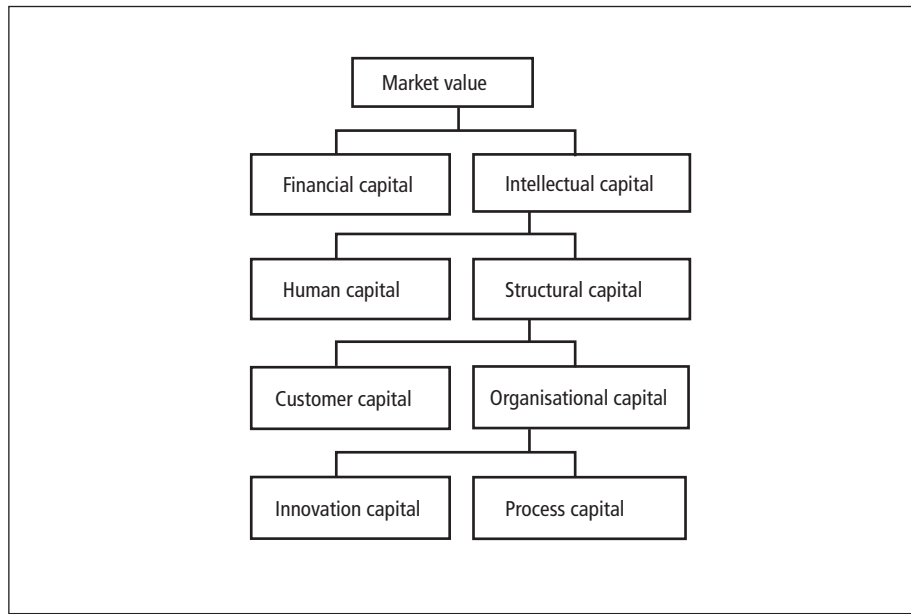 Market value
Financial capital
Intellectual capital
Human capital
Structural capital
Customer capital
Organisational capital
Innovation capital
Process capital